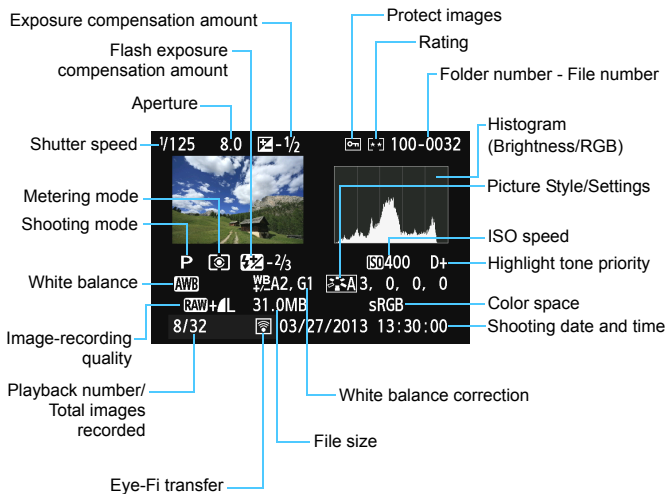 Exposure compensation amount
Protect images
Flash exposure
compensation amount
Rating
Folder number - File number
Aperture
Histogram
(Brightness/RGB)
Shutter speed
1/125 8.0 -1/2 100-0032
Metering mode
Picture Style/Settings
Shooting mode
ISO speed
P -2/3 ISO400 D+
Highlight tone priority
White balance
AWB WB+/-A2, G1 A3, 0, 0, 0
RAW+L 31.0MB sRGB
Color space
Image-recording
quality
8/32 03/27/2013 13:30:00
Shooting date and time
Playback number/
Total images
recorded
White balance correction
File size
Eye-Fi transfer